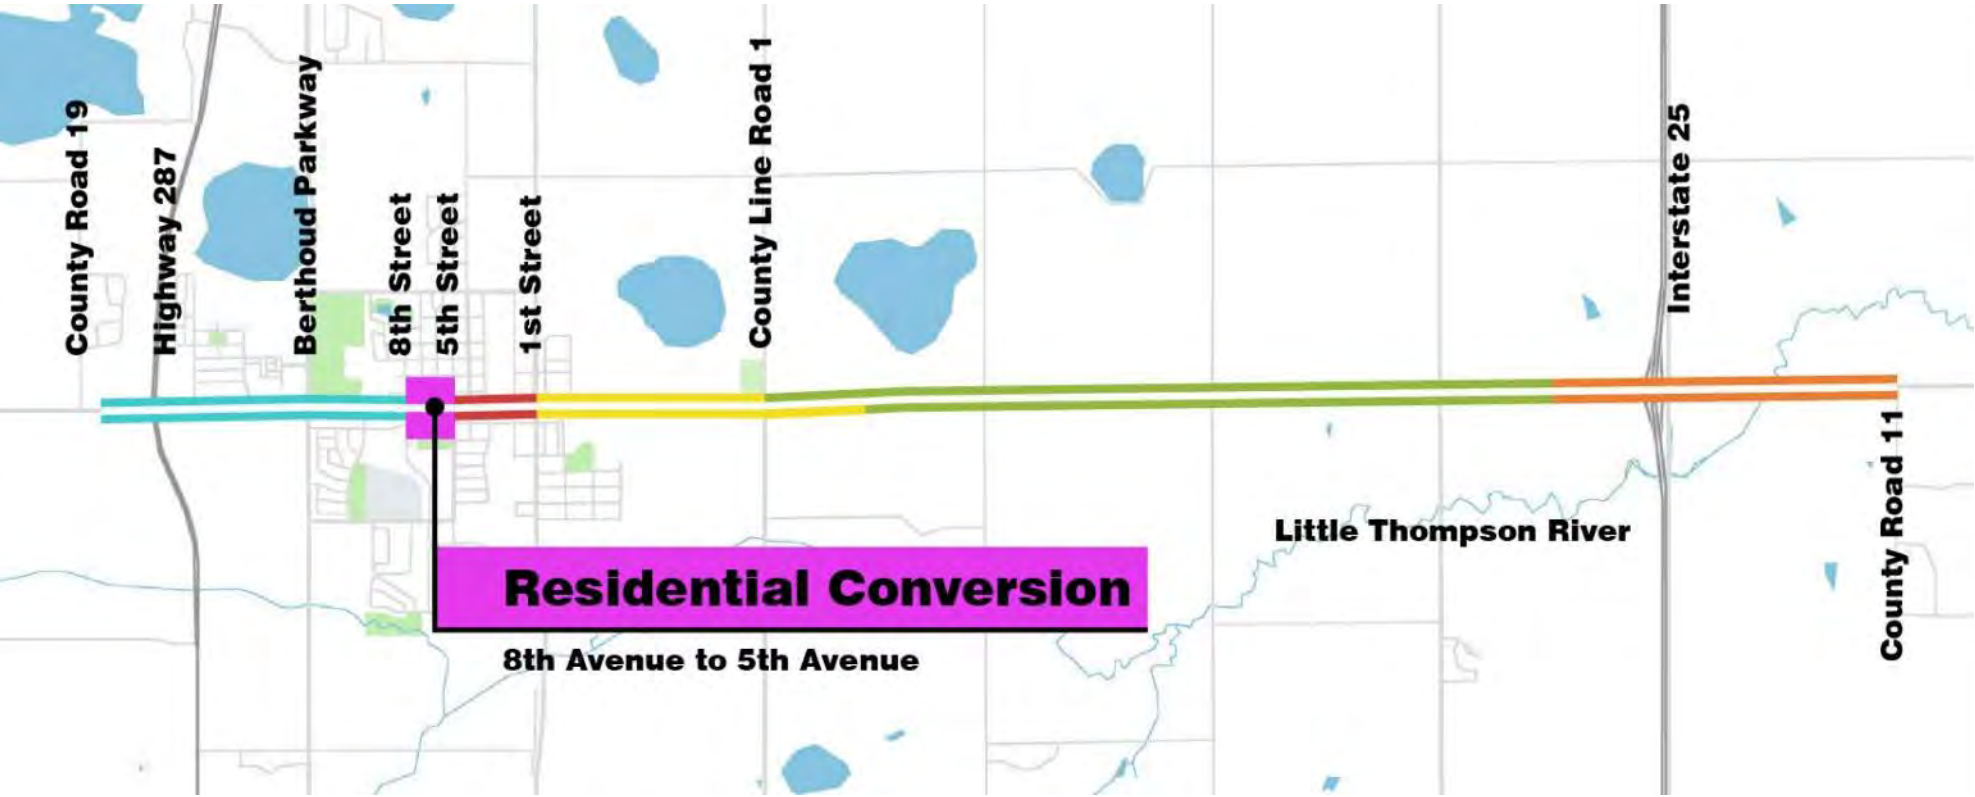 County Road 19
Highway 287
Berthoud Parkway
8th Street
5th Street
1st Street
County Line Road 1
Interstate 25
Little Thompson River
County Road 11
Residential Conversion
8th Avenue to 5th Avenue